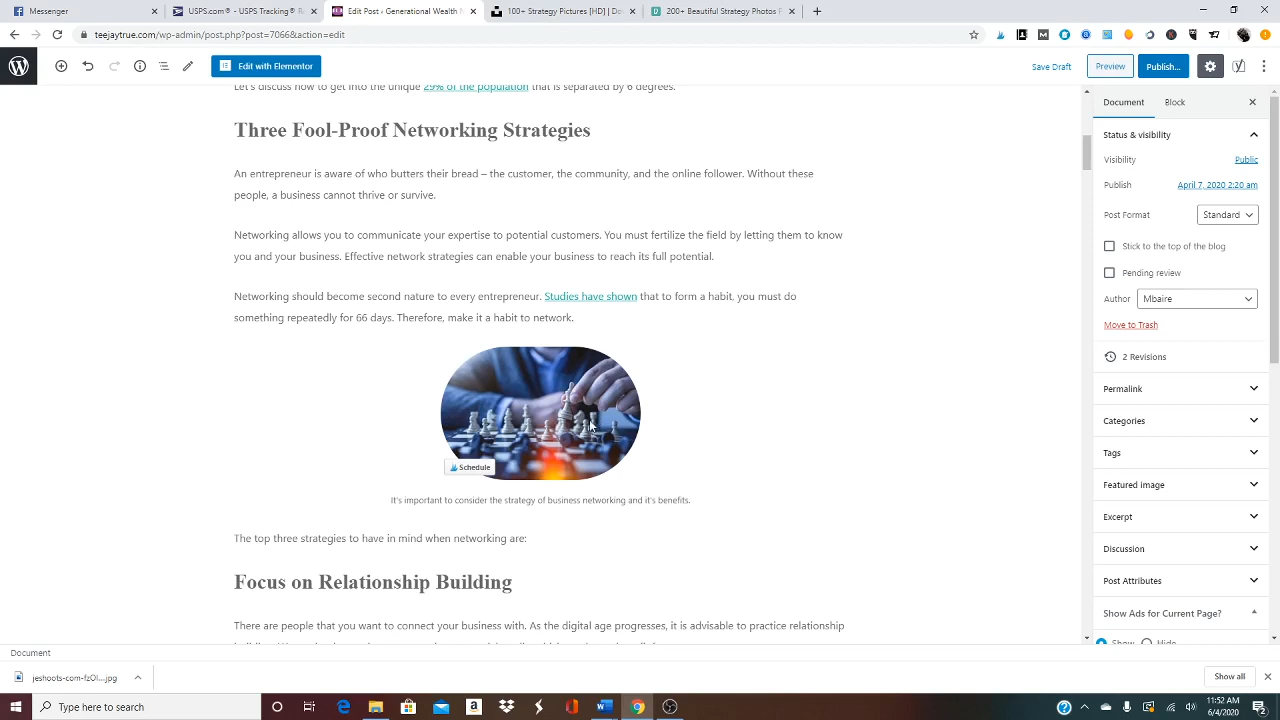 Messenger
USPS.com® - USPS Tracking® Re
Edit Post - Generating Wealth N
100+ Strategy Pictures [HD] | Do
200+ Beautiful Strategy Photos |
teejaytrue.com/wp-admin/post.php?post=7066&action=edit
Edit with Elementor
Save Draft
Preview
Publish...
Let's discuss how to get into the unique 29% of the population that is separated by 6 degrees.
Three Fool-Proof Networking Strategies
An entrepreneur is aware of who butters their bread – the customer, the community, and the online follower. Without these
people, a business cannot thrive or survive.
Networking allows you to communicate your expertise to potential customers. You must fertilize the field by letting them to know
you and your business. Effective network strategies can enable your business to reach its full potential.
Networking should become second nature to every entrepreneur. Studies have shown that to form a habit, you must do
something repeatedly for 66 days. Therefore, make it a habit to network.
Schedule
It's important to consider the strategy of business networking and it's benefits.
The top three strategies to have in mind when networking are:
Focus on Relationship Building
There are people that you want to connect your business with. As the digital age progresses, it is advisable to practice relationship
Document
Block
Status & visibility
Visibility
Public
Publish
April 7, 2020 2:20 am
Post Format
Standard
Stick to the top of the blog
Pending review
Author
Mbaire
Move to Trash
2 Revisions
Permalink
Categories
Tags
Featured image
Excerpt
Discussion
Post Attributes
Show Ads for Current Page?
Show
Hide
Document
jeshoots-com-fzOI....jpg
Show all
Type here to search
11:52 AM
6/4/2020